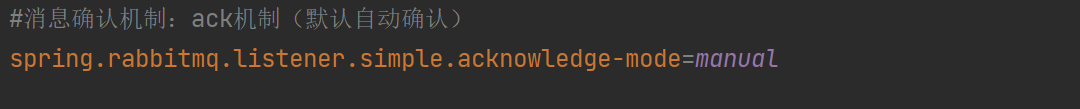 #消息确认机制：ack机制（默认自动确认）
spring.rabbitmq.listener.simple.acknowledge-mode=manual